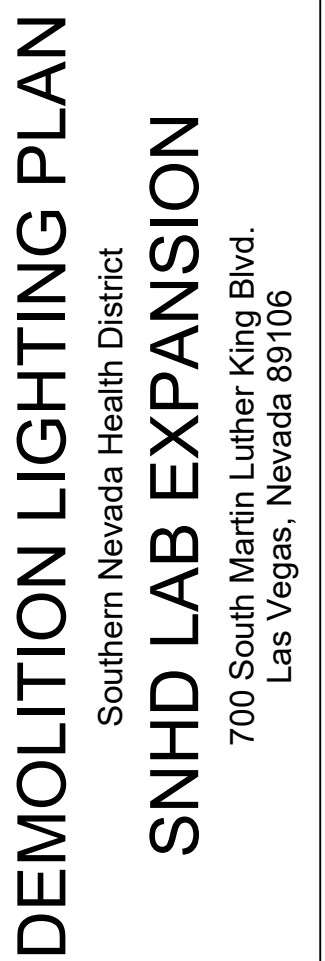 DEMOLITION LIGHTING PLAN
Southern Nevada Health District
SNHD LAB EXPANSION
700 South Martin Luther King Blvd.
Las Vegas, Nevada 89106